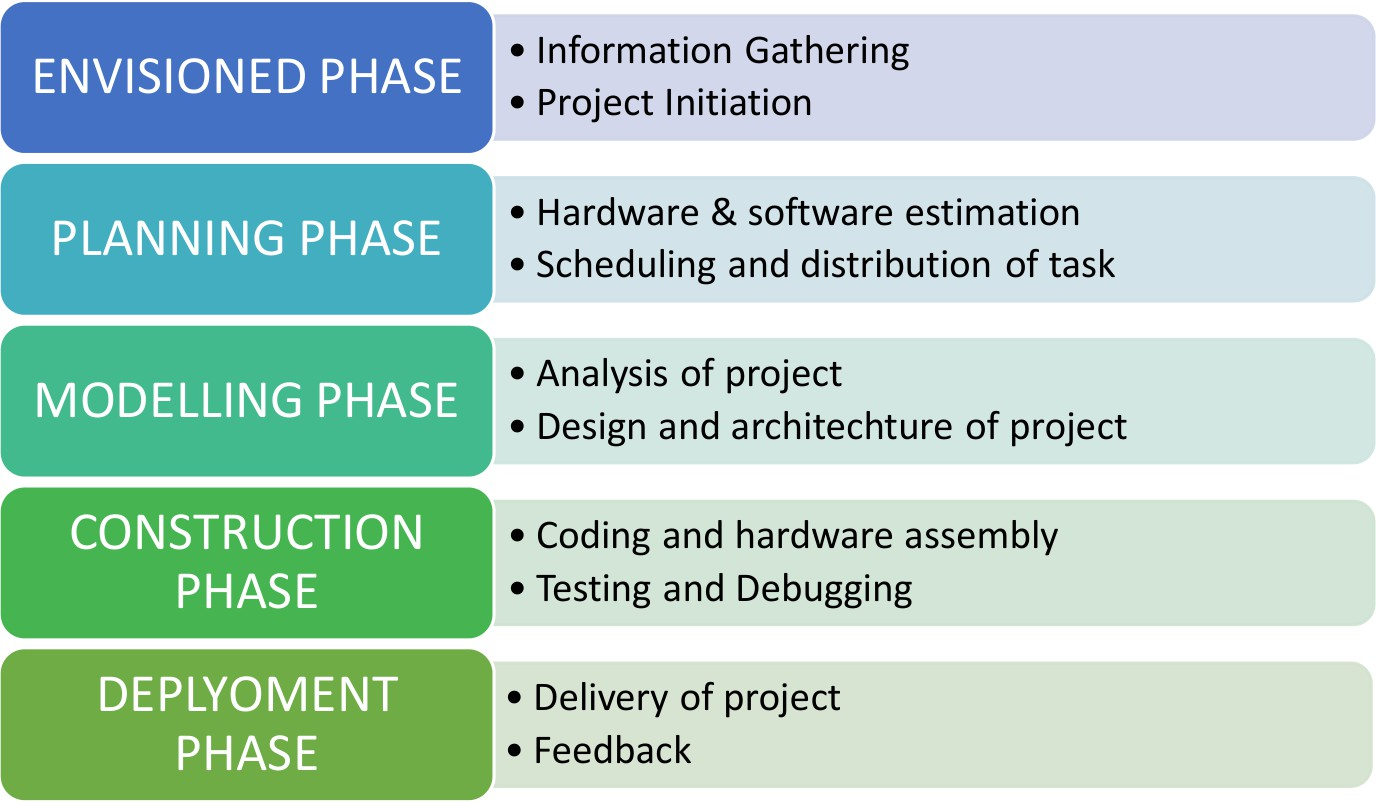 ENVISIONED PHASE
• Information Gathering
• Project Initiation
PLANNING PHASE
• Hardware & software estimation
• Scheduling and distribution of task
MODELLING PHASE
• Analysis of project
• Design and architechture of project
CONSTRUCTION
PHASE
• Coding and hardware assembly
• Testing and Debugging
DEPLYOMENT
PHASE
• Delivery of project
• Feedback